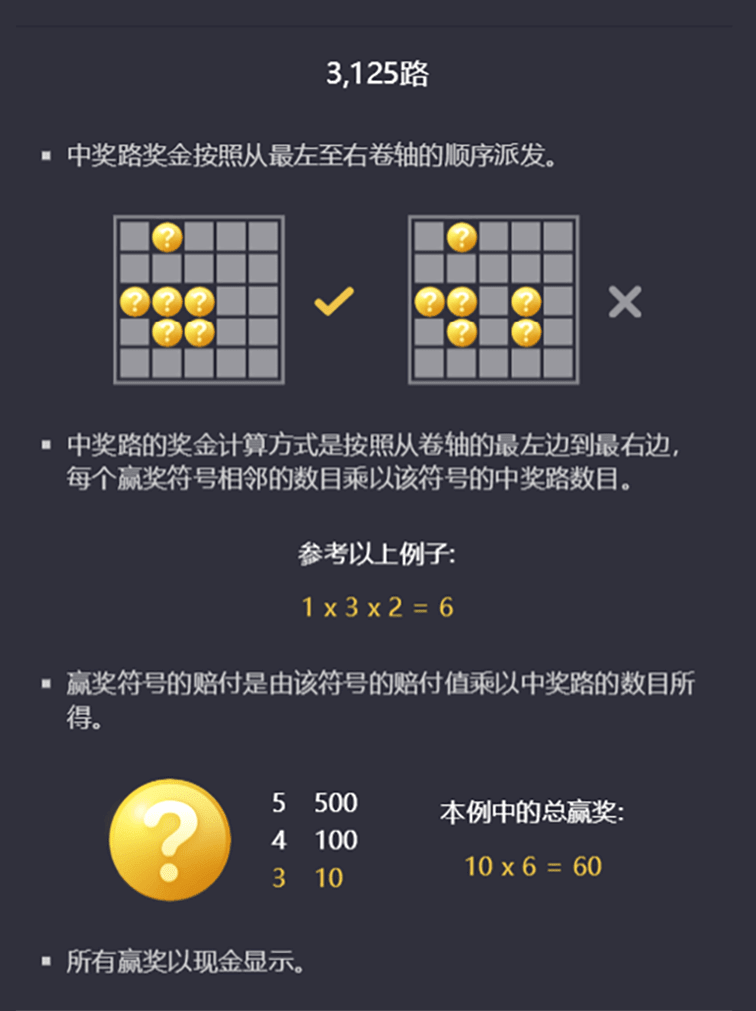 3,125路
▪ 中奖路奖金按照从最左至右卷轴的顺序派发。
▪ 中奖路的奖金计算方式是按照从卷轴的最左边到最右边,
每个赢奖符号相邻的数目乘以该符号的中奖路数目。
参考以上例子:
1 x 3 x 2 = 6
▪ 赢奖符号的赔付是由该符号的赔付值乘以中奖路的数目所
得。
5 500
4 100
3 10
本例中的总赢奖:
10 x 6 = 60
▪ 所有赢奖以现金显示。